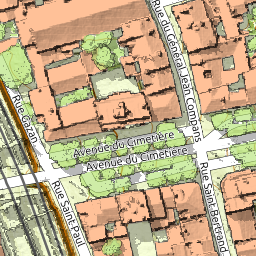 Rue du Général Jean Compans
Rue Gazan
Avenue du Cimetière
Avenue du Cimetière
Rue Saint-Paul
Rue Saint-Bertrand